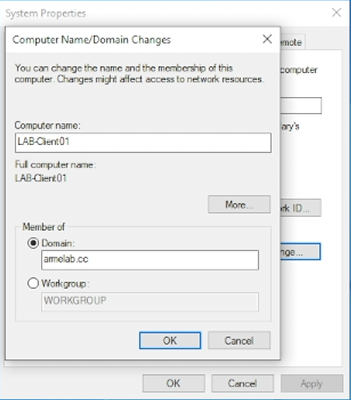 System Properties
Computer Name/Domain Changes
emote
You can change the name and the membership of this
computer. Changes might affect access to network resources.
computer
Computer name:
LAB-Client01
ary's
Full computer name:
LAB-Client01
More...
rk ID...
Member of
Domain:
armelab.cc
nge...
Workgroup:
WORKGROUP
OK
Cancel
OK
Cancel
Apply